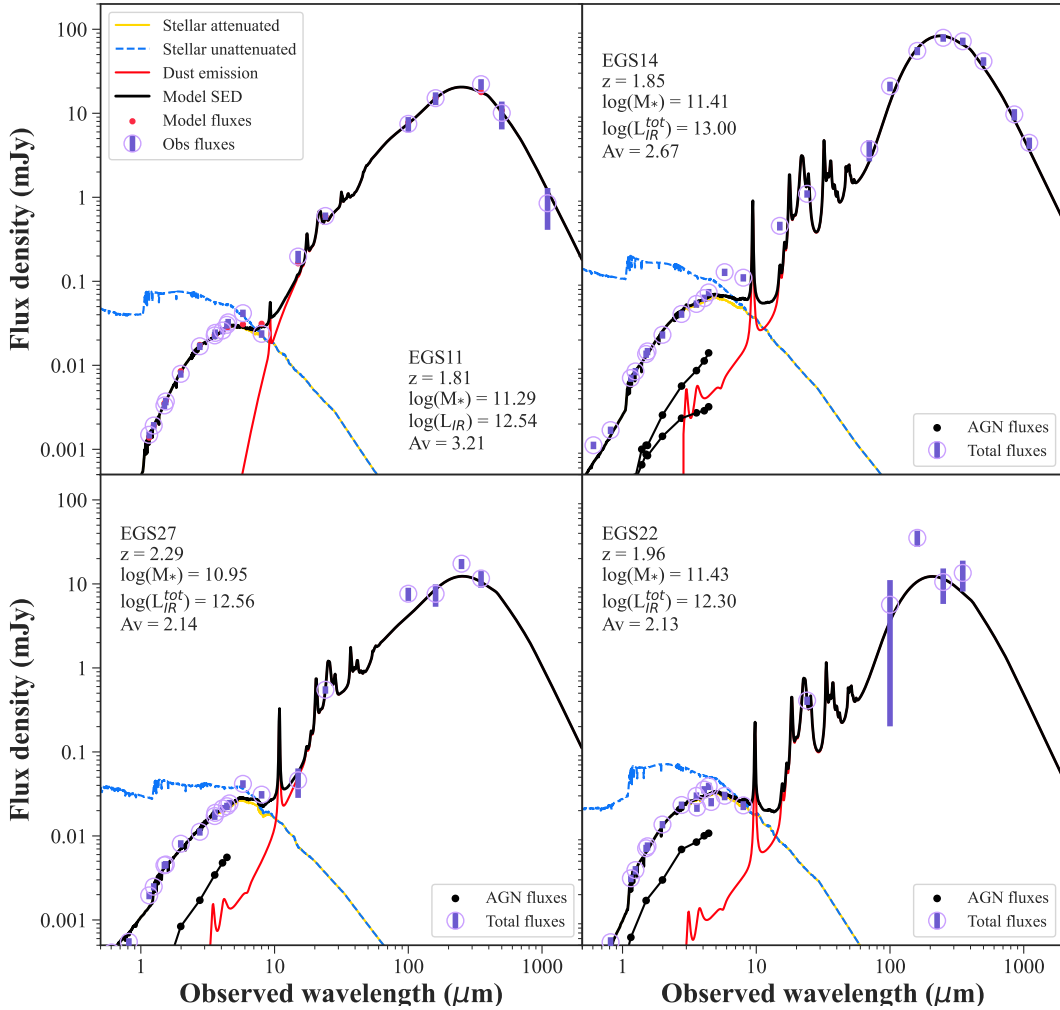 Flux density (mJy)
100
10
1
0.1
0.01
0.001
Stellar attenuated
Stellar unattenuated
Dust emission
Model SED
Model fluxes
Obs fluxes
EGS11
z = 1.81
log(M*) = 11.29
log(L_IR) = 12.54
Av = 3.21
EGS14
z = 1.85
log(M*) = 11.41
log(L_IR^tot) = 13.00
Av = 2.67
AGN fluxes
Total fluxes
Flux density (mJy)
100
10
1
0.1
0.01
0.001
EGS27
z = 2.29
log(M*) = 10.95
log(L_IR^tot) = 12.56
Av = 2.14
AGN fluxes
Total fluxes
1 10 100 1000
Observed wavelength (μm)
EGS22
z = 1.96
log(M*) = 11.43
log(L_IR^tot) = 12.30
Av = 2.13
AGN fluxes
Total fluxes
1 10 100 1000
Observed wavelength (μm)